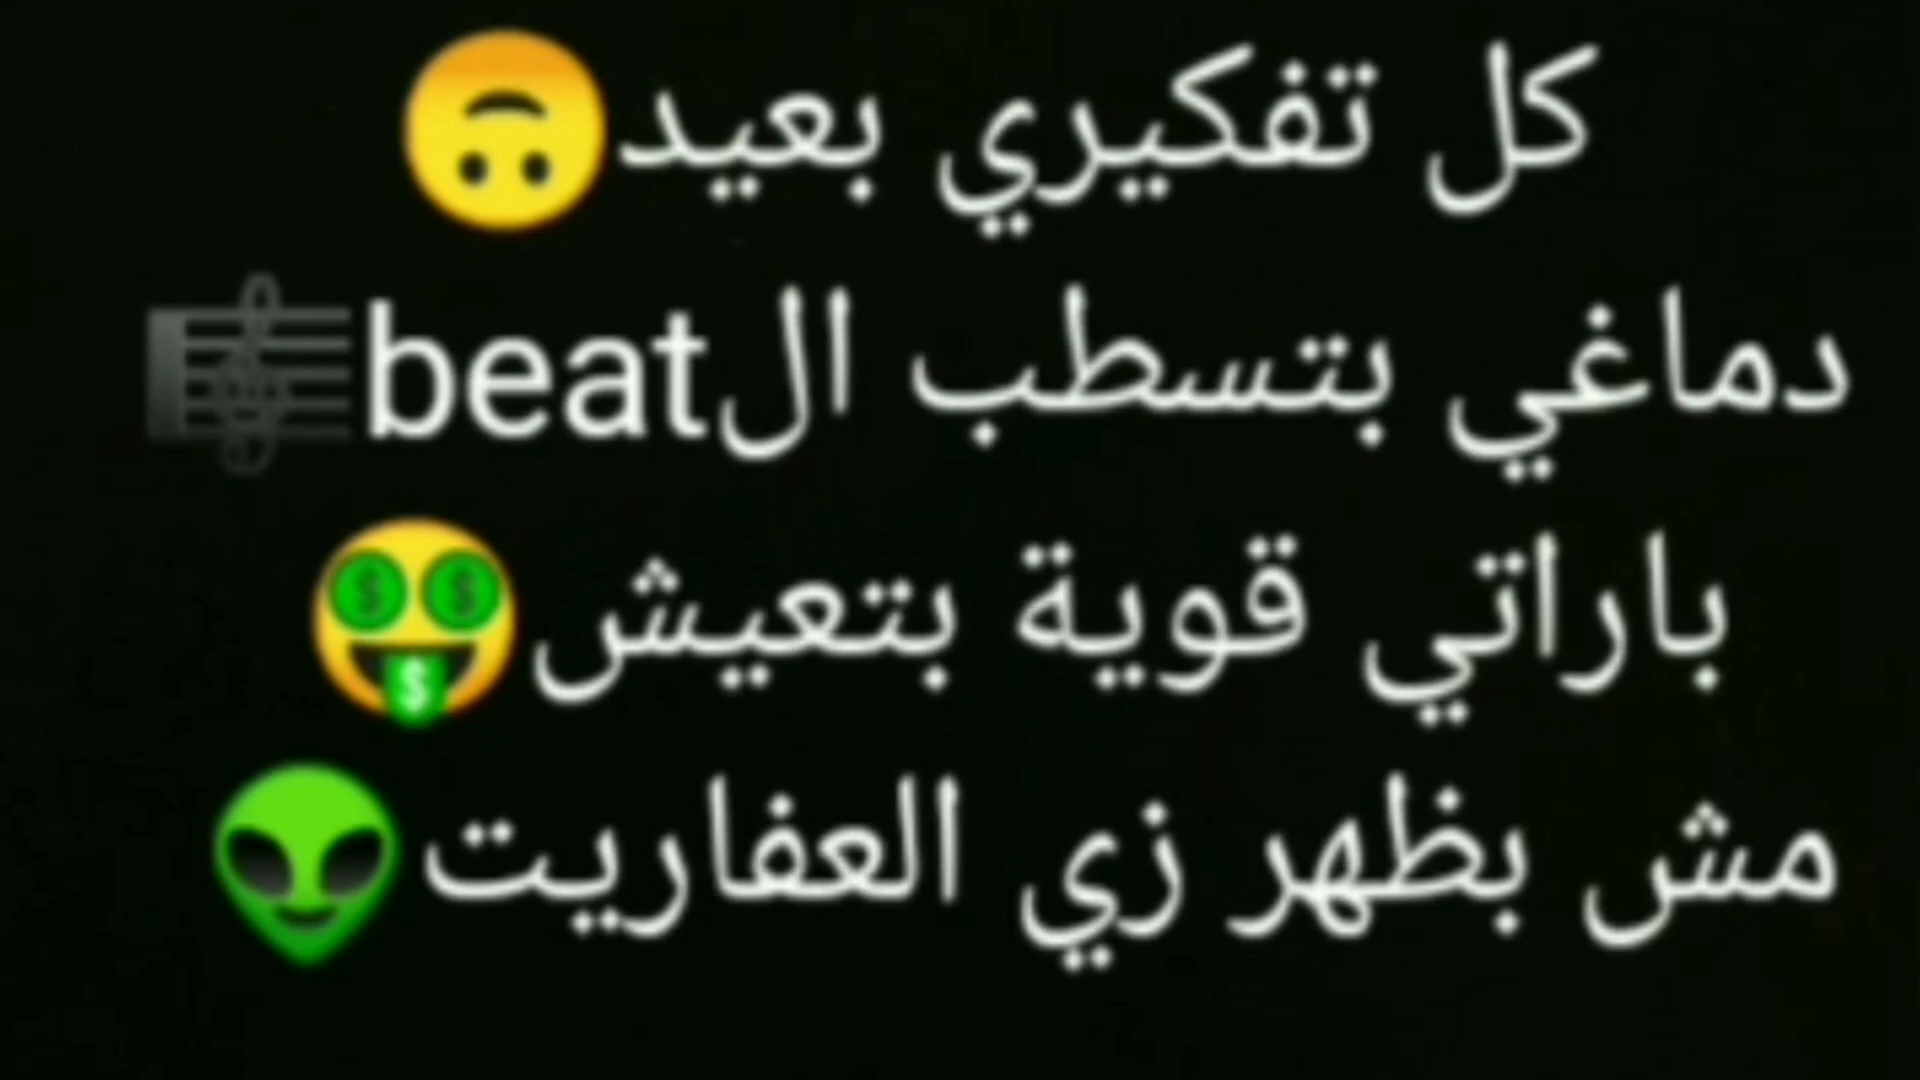 كل تفكيري بعيد🙃
دماغي بتسطب الbeat🎼
باراتي قوية بتعيش🤑
مش بظهر زي العفاريت👽